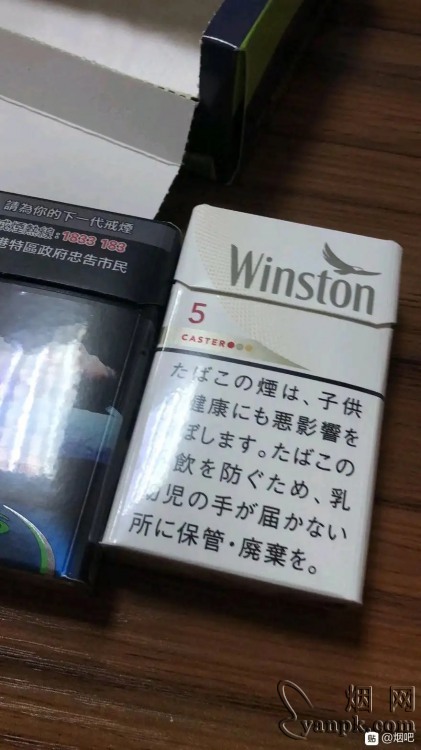 請為你的下一代戒煙
戒煙熱線:1833 183
港特區政府忠告市民
Winston
5
CASTER
たばこの煙は、子供
健康にも悪影響を
ぼします。たばこの
飲を防ぐため、乳
児の手が届かない
所に保管・廃棄を。
烟网
yanpk.com
貼 @烟吧